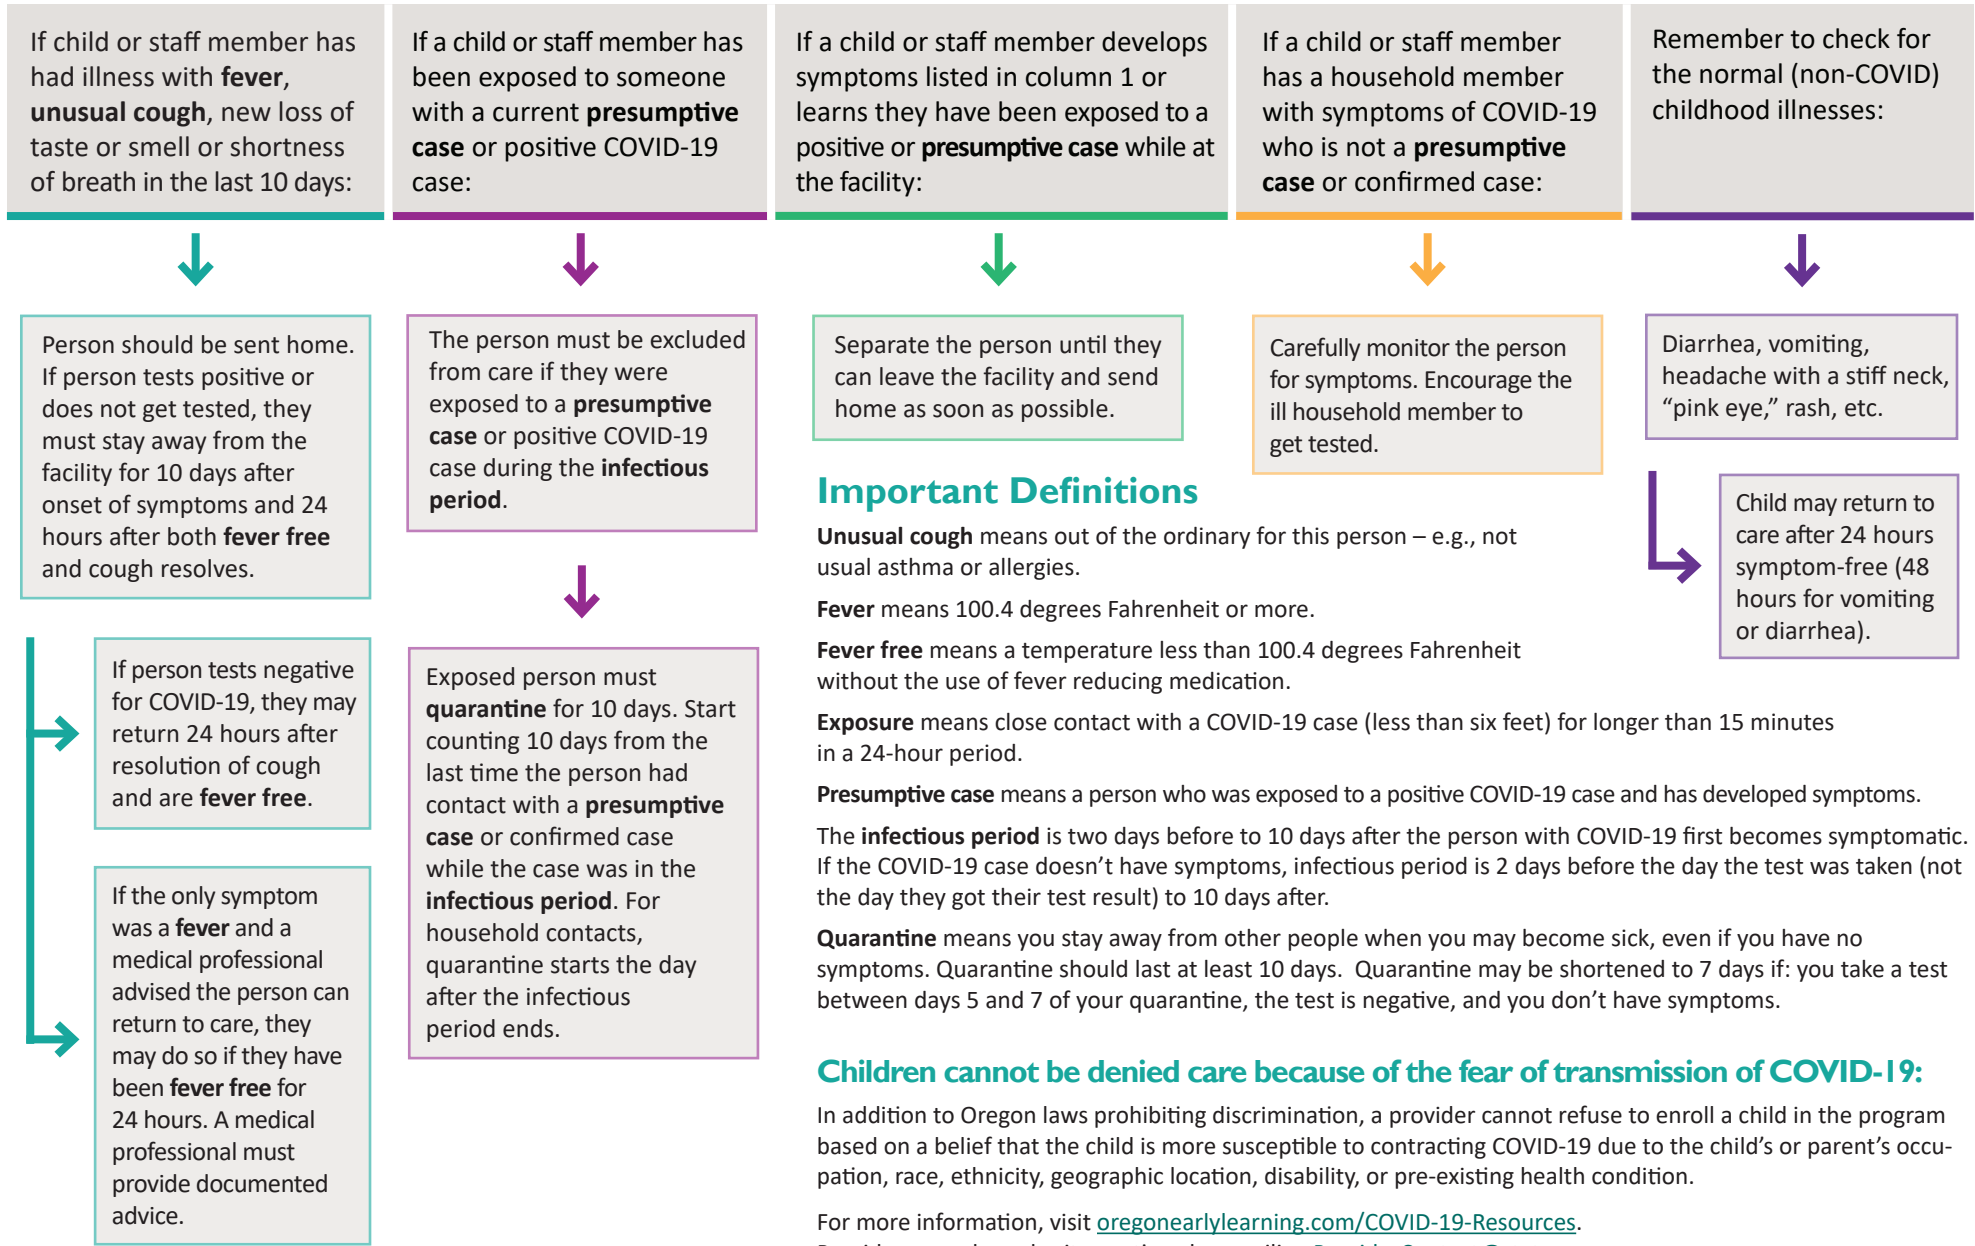 If child or staff member has
had illness with fever,
unusual cough, new loss of
taste or smell or shortness
of breath in the last 10 days:
Person should be sent home.
If person tests positive or
does not get tested, they
must stay away from the
facility for 10 days after
onset of symptoms and 24
hours after both fever free
and cough resolves.
If person tests negative
for COVID-19, they may
return 24 hours after
resolution of cough
and are fever free.
If the only symptom
was a fever and a
medical professional
advised the person can
return to care, they
may do so if they have
been fever free for
24 hours. A medical
professional must
provide documented
advice.
If a child or staff member has
been exposed to someone
with a current presumptive
case or positive COVID-19
case:
The person must be excluded
from care if they were
exposed to a presumptive
case or positive COVID-19
case during the infectious
period.
Exposed person must
quarantine for 10 days. Start
counting 10 days from the
last time the person had
contact with a presumptive
case or confirmed case
while the case was in the
infectious period. For
household contacts,
quarantine starts the day
after the infectious
period ends.
If a child or staff member develops
symptoms listed in column 1 or
learns they have been exposed to a
positive or presumptive case while at
the facility:
Separate the person until they
can leave the facility and send
home as soon as possible.
If a child or staff member
has a household member
with symptoms of COVID-19
who is not a presumptive
case or confirmed case:
Carefully monitor the person
for symptoms. Encourage the
ill household member to
get tested.
Remember to check for
the normal (non-COVID)
childhood illnesses:
Diarrhea, vomiting,
headache with a stiff neck,
“pink eye,” rash, etc.
Child may return to
care after 24 hours
symptom-free (48
hours for vomiting
or diarrhea).
Important Definitions
Unusual cough means out of the ordinary for this person – e.g., not
usual asthma or allergies.
Fever means 100.4 degrees Fahrenheit or more.
Fever free means a temperature less than 100.4 degrees Fahrenheit
without the use of fever reducing medication.
Exposure means close contact with a COVID-19 case (less than six feet) for longer than 15 minutes
in a 24-hour period.
Presumptive case means a person who was exposed to a positive COVID-19 case and has developed symptoms.
The infectious period is two days before to 10 days after the person with COVID-19 first becomes symptomatic.
If the COVID-19 case doesn’t have symptoms, infectious period is 2 days before the day the test was taken (not
the day they got their test result) to 10 days after.
Quarantine means you stay away from other people when you may become sick, even if you have no
symptoms. Quarantine should last at least 10 days. Quarantine may be shortened to 7 days if: you take a test
between days 5 and 7 of your quarantine, the test is negative, and you don’t have symptoms.
Children cannot be denied care because of the fear of transmission of COVID-19:
In addition to Oregon laws prohibiting discrimination, a provider cannot refuse to enroll a child in the program
based on a belief that the child is more susceptible to contracting COVID-19 due to the child’s or parent’s occu-
pation, race, ethnicity, geographic location, disability, or pre-existing health condition.
For more information, visit oregonearlylearning.com/COVID-19-Resources.